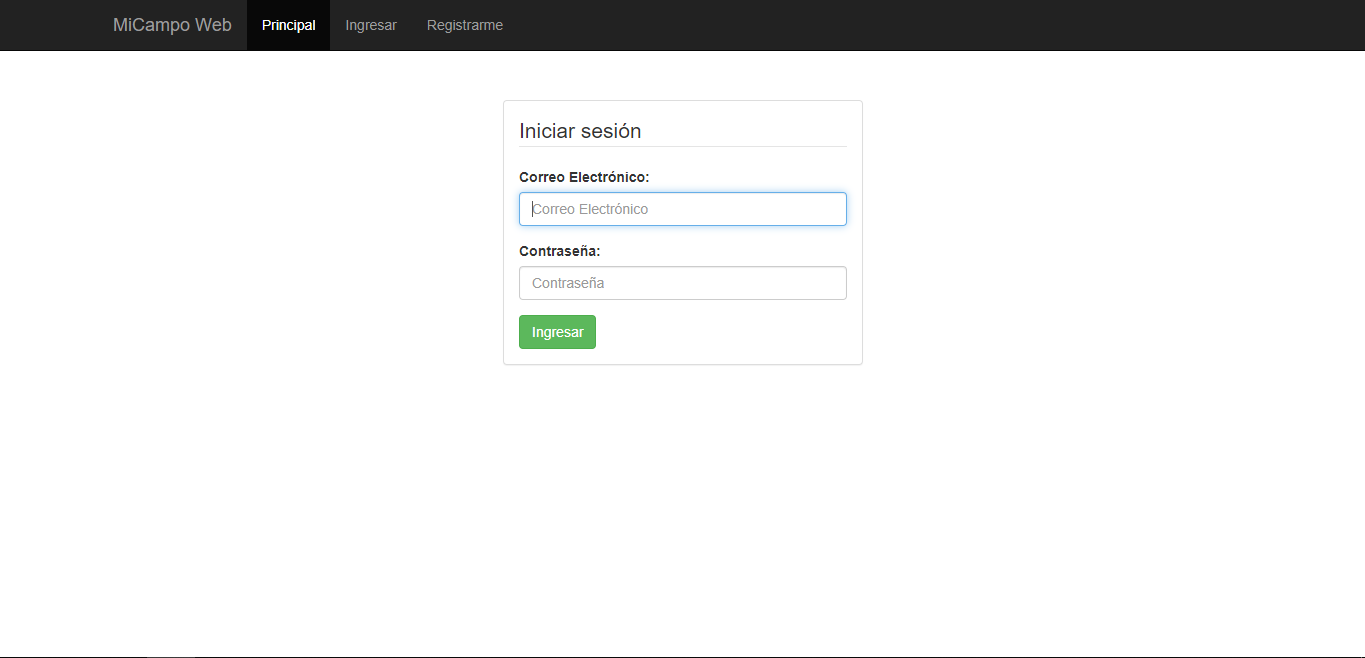 MiCampo Web Principal Ingresar Registrarme
Iniciar sesión
Correo Electrónico:
Correo Electrónico
Contraseña:
Contraseña
Ingresar